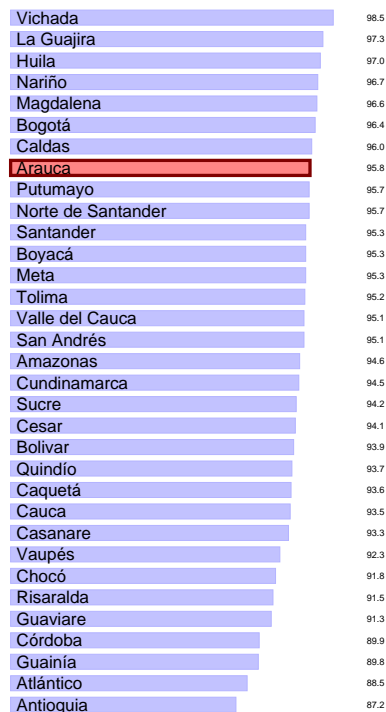 Vichada 98.5
La Guajira 97.3
Huila 97.0
Nariño 96.7
Magdalena 96.6
Bogotá 96.4
Caldas 96.0
Arauca 95.8
Putumayo 95.7
Norte de Santander 95.7
Santander 95.3
Boyacá 95.3
Meta 95.3
Tolima 95.2
Valle del Cauca 95.1
San Andrés 95.1
Amazonas 94.6
Cundinamarca 94.5
Sucre 94.2
Cesar 94.1
Bolivar 93.9
Quindío 93.7
Caquetá 93.6
Cauca 93.5
Casanare 93.3
Vaupés 92.3
Chocó 91.8
Risaralda 91.5
Guaviare 91.3
Córdoba 89.9
Guainía 89.8
Atlántico 88.5
Antioquia 87.2